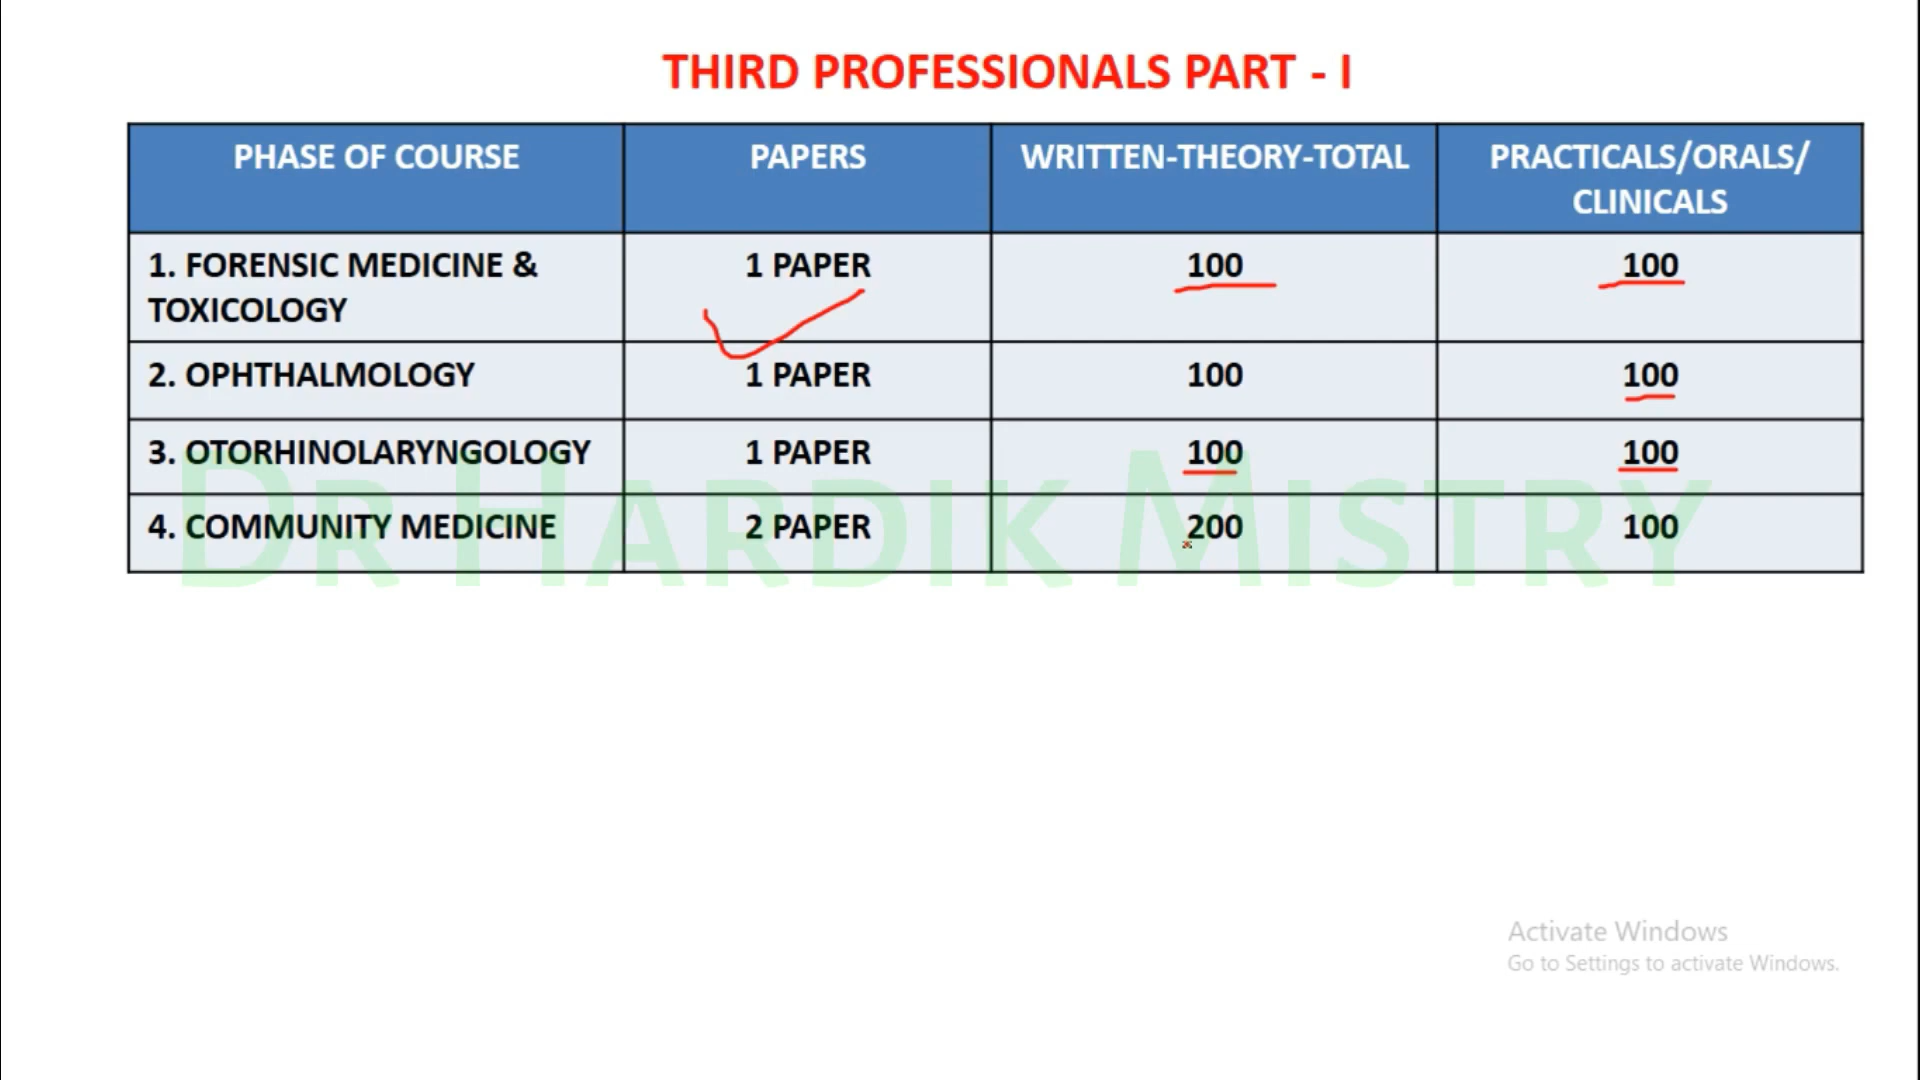 THIRD PROFESSIONALS PART - I
PHASE OF COURSE
PAPERS
WRITTEN-THEORY-TOTAL
PRACTICALS/ORALS/
CLINICALS
1. FORENSIC MEDICINE &
TOXICOLOGY
1 PAPER
100
100
2. OPHTHALMOLOGY
1 PAPER
100
100
3. OTORHINOLARYNGOLOGY
1 PAPER
100
100
4. COMMUNITY MEDICINE
2 PAPER
200
100
DR HARDIK MISTRY
Activate Windows
Go to Settings to activate Windows.